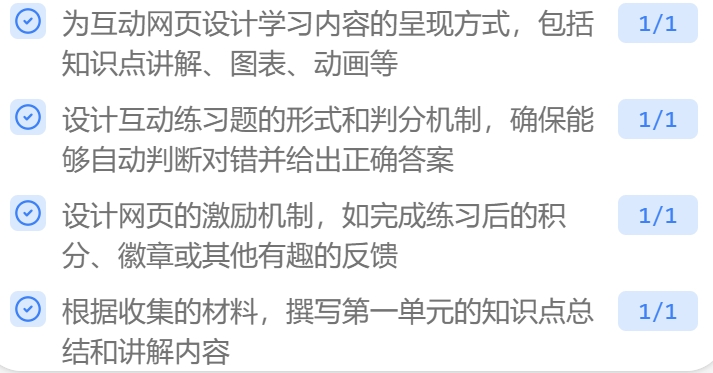 为互动网页设计学习内容的呈现方式，包括 1/1
知识点讲解、图表、动画等
设计互动练习题的形式和判分机制，确保能 1/1
够自动判断对错并给出正确答案
设计网页的激励机制，如完成练习后的积 1/1
分、徽章或其他有趣的反馈
根据收集的材料，撰写第一单元的知识点总 1/1
结和讲解内容